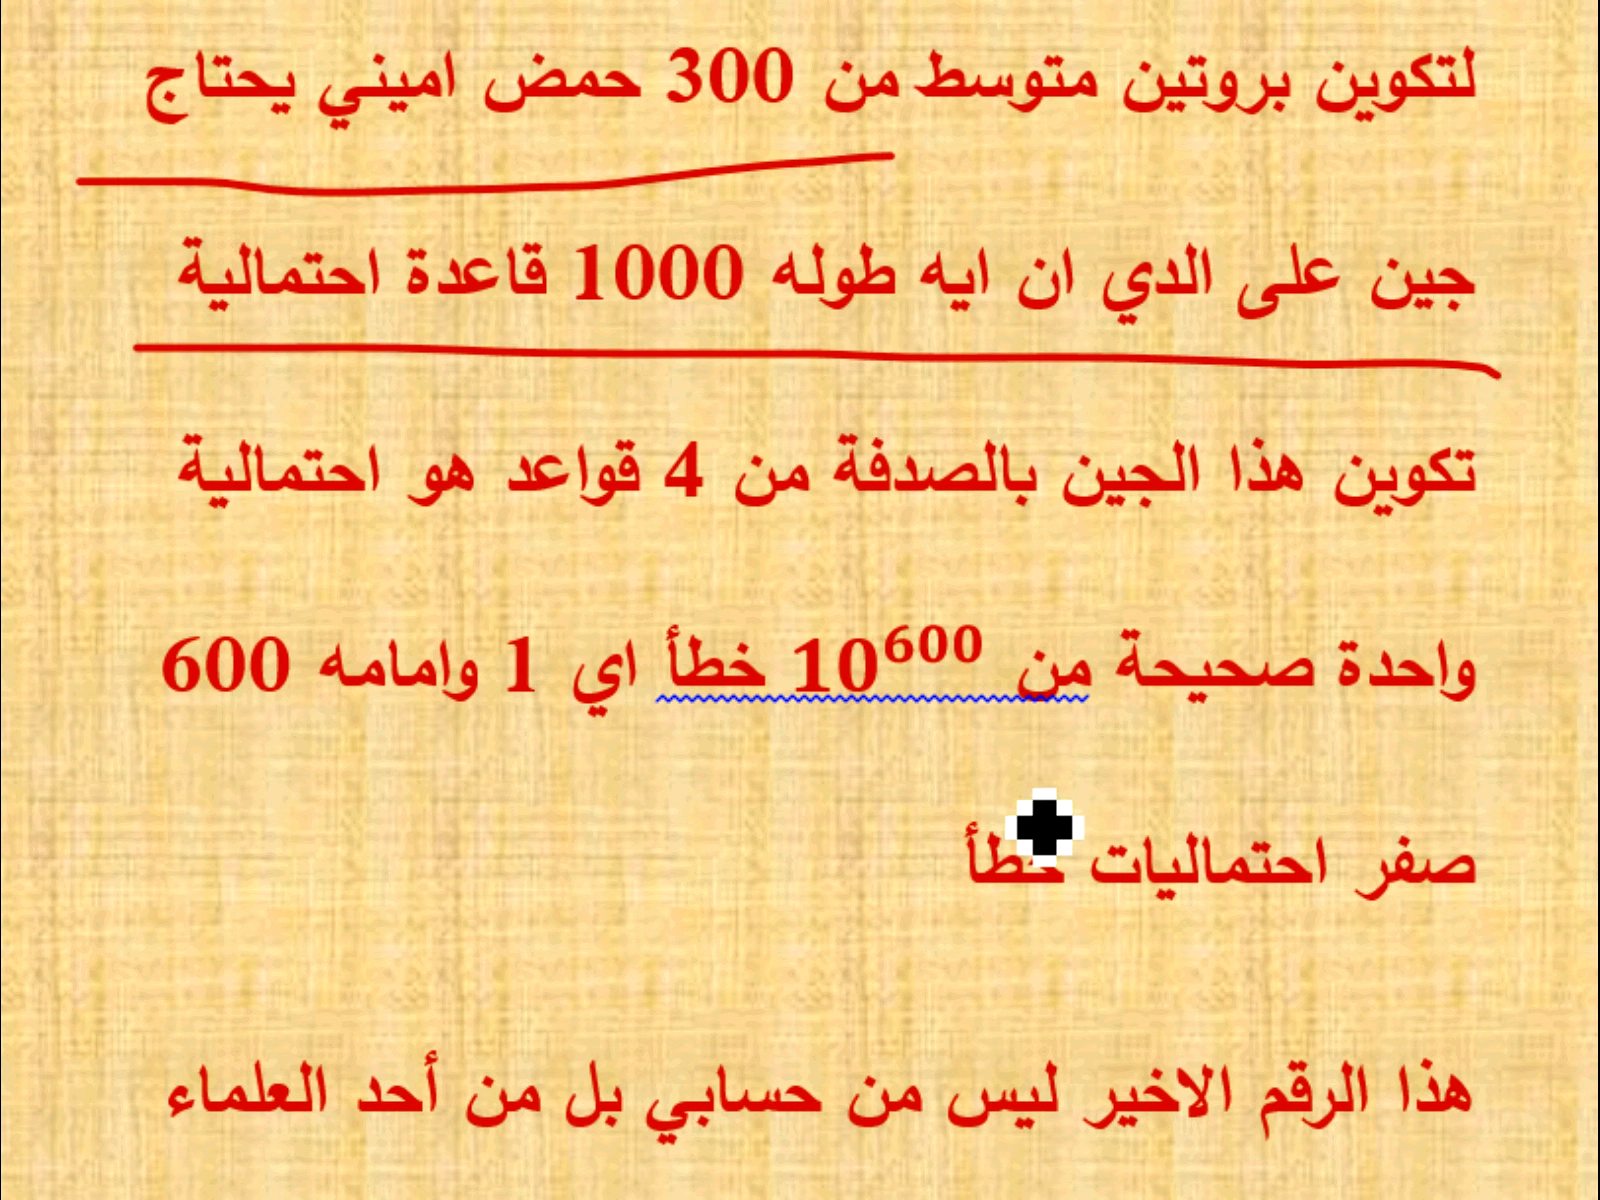 لتكوين بروتين متوسط من 300 حمض اميني يحتاج
جين على الدي ان ايه طوله 1000 قاعدة احتمالية
تكوين هذا الجين بالصدفة من 4 قواعد هو احتمالية
واحدة صحيحة من 10⁶⁰⁰ خطأ اي 1 وامامه 600
صفر احتماليات خطأ
هذا الرقم الاخير ليس من حسابي بل من أحد العلماء